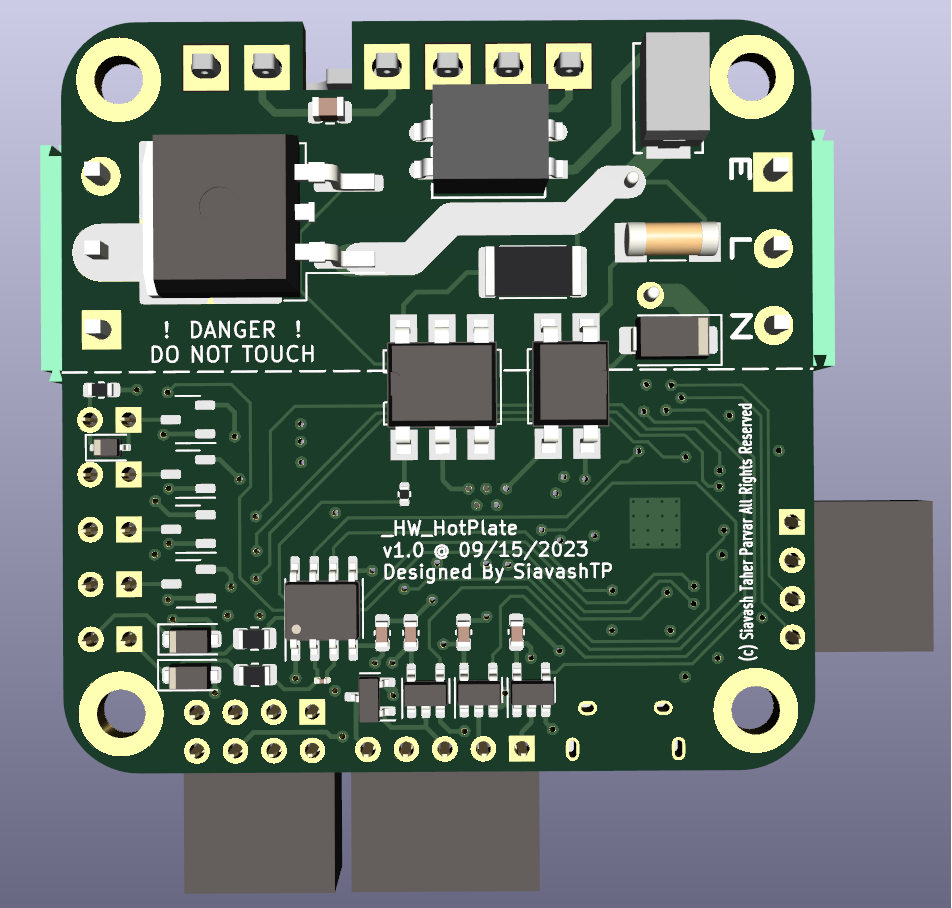 E
L
N
! DANGER !
DO NOT TOUCH
_HW_HotPlate
v1.0 @ 09/15/2023
Designed By SiavashTP
(c) Siavash Taher Parvar All Rights Reserved